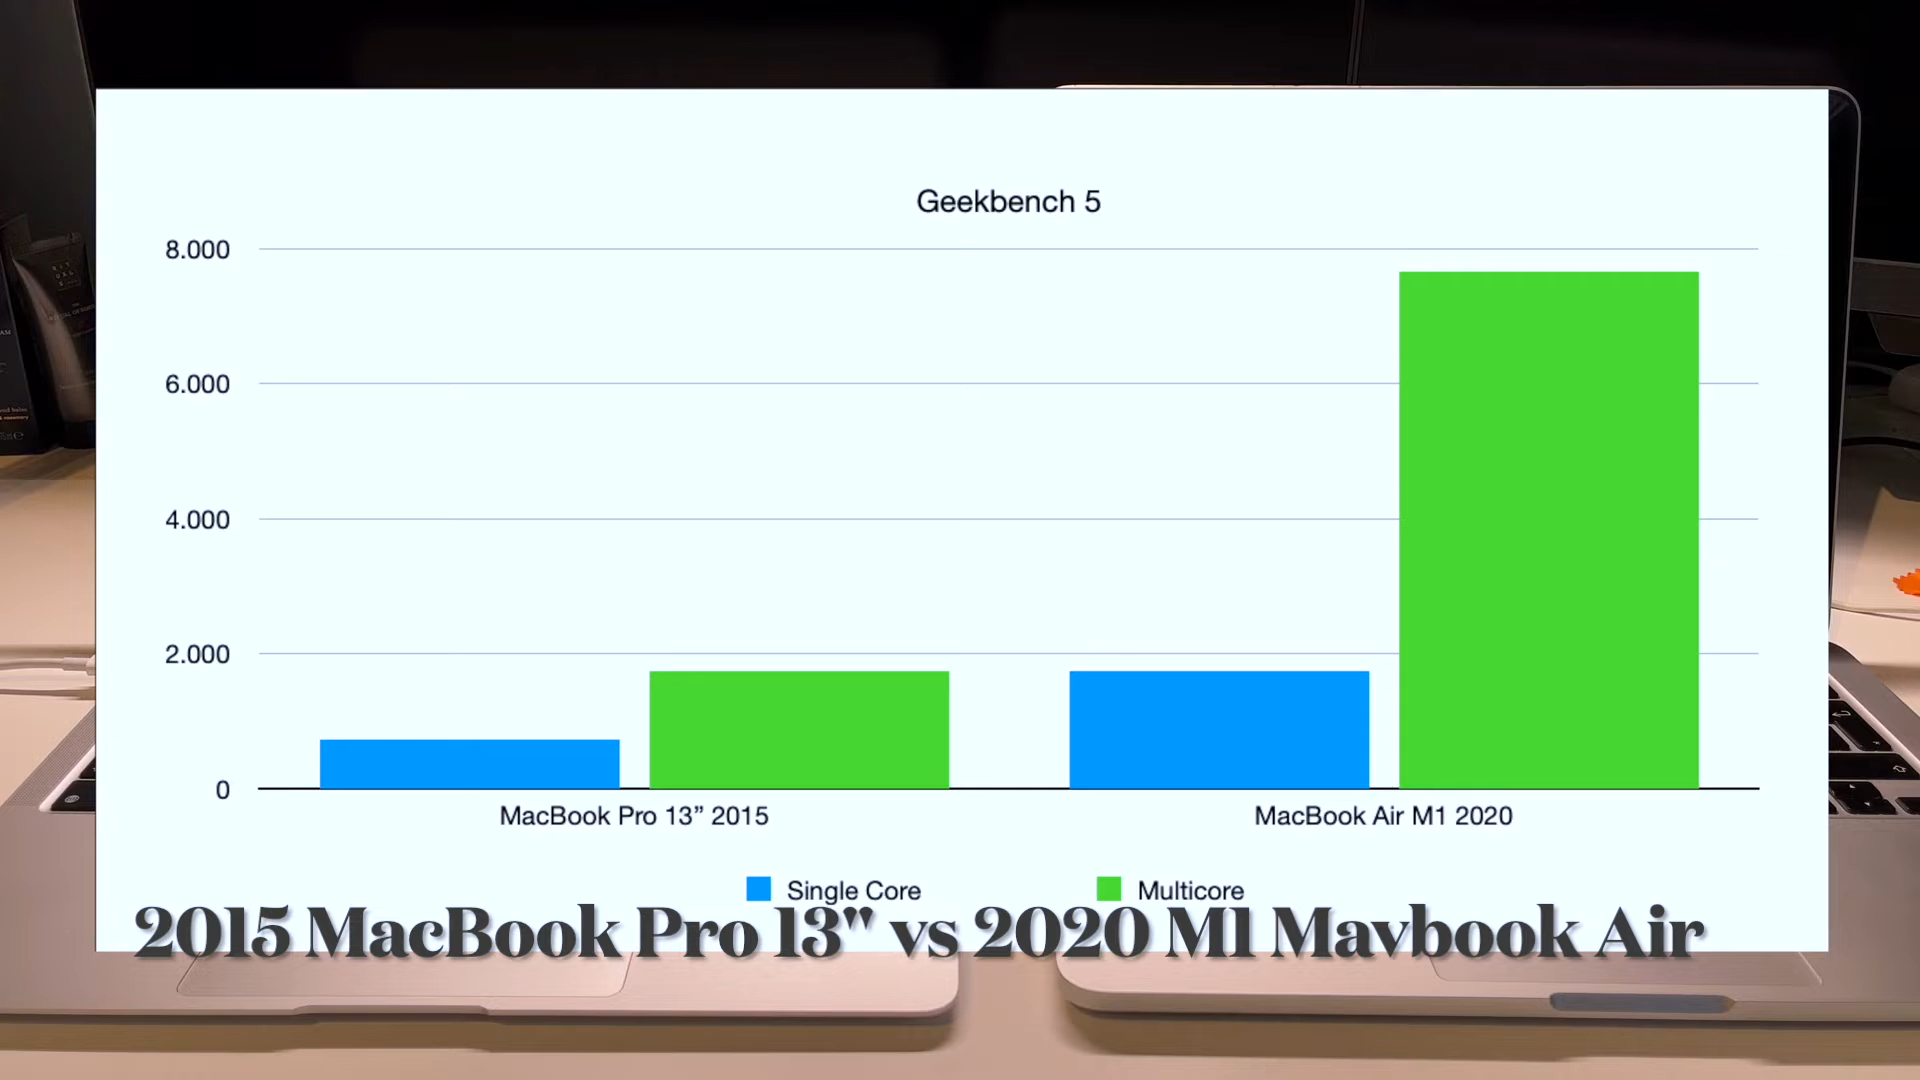 Geekbench 5
8.000
6.000
4.000
2.000
0
MacBook Pro 13” 2015
MacBook Air M1 2020
Single Core
Multicore
2015 MacBook Pro 13" vs 2020 M1 Mavbook Air